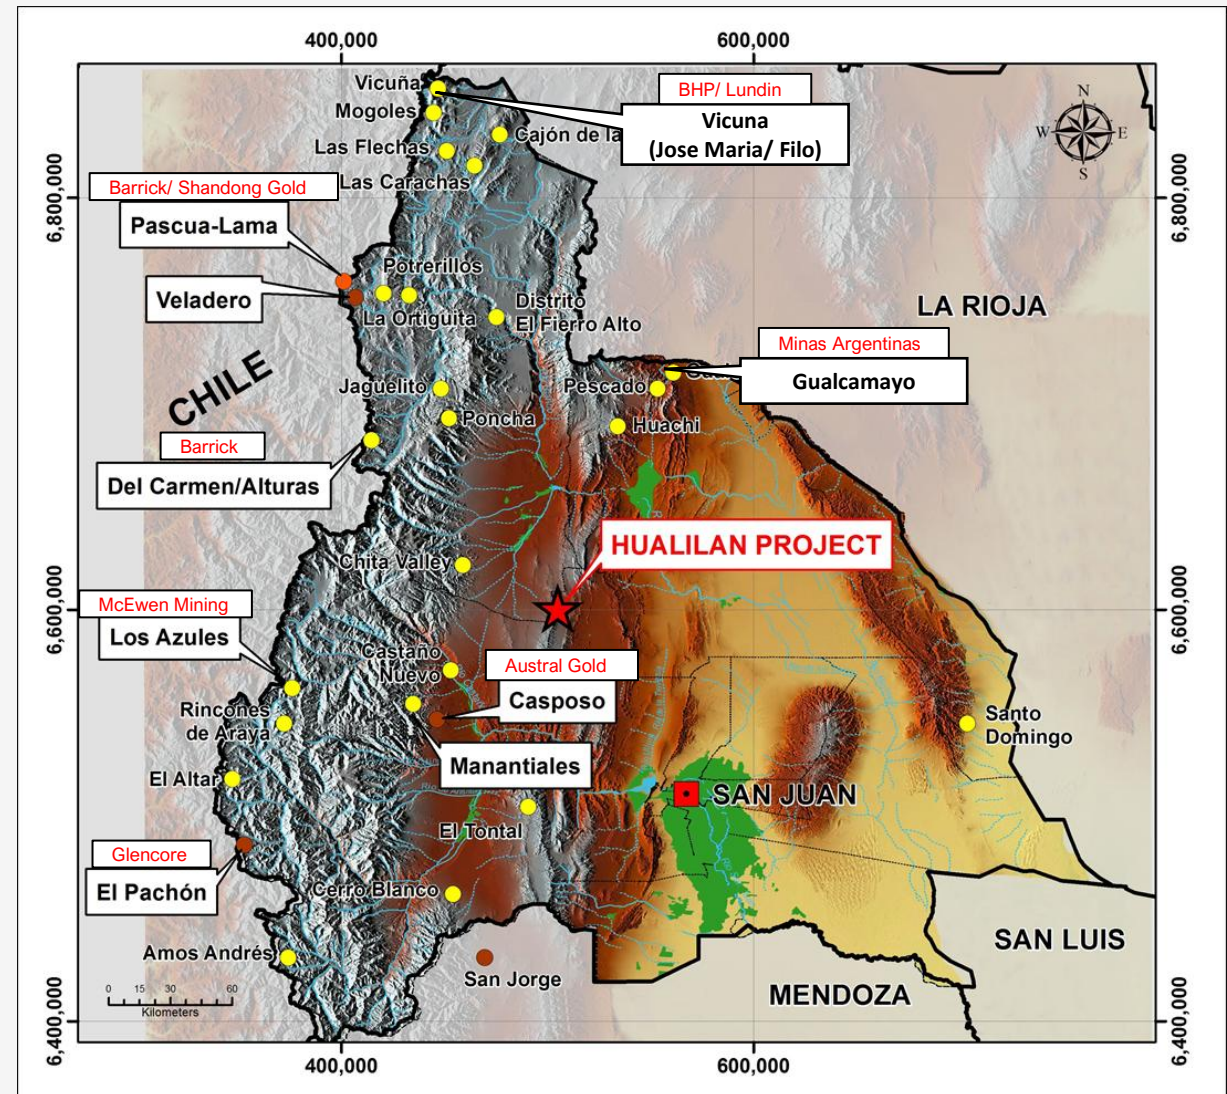 400,000
600,000
Vicuña
BHP/ Lundin
Vicuna
(Jose Maria/ Filo)
N
W
E
S
Mogoles
Cajón de la
Las Flechas
Las Carachas
Barrick/ Shandong Gold
Pascua-Lama
6,800,000
6,800,000
Potrerillos
Veladero
La Ortiguita
Distrito
El Fierro Alto
LA RIOJA
Minas Argentinas
Gualcamayo
CHILE
Jaguelito
Pescado
Poncha
Huachi
Barrick
Del Carmen/Alturas
HUALILAN PROJECT
Chita Valley
McEwen Mining
Los Azules
6,600,000
6,600,000
Castaño
Nuevo
Austral Gold
Casposo
Rincones
de Araya
Santo
Domingo
Manantiales
El Altar
SAN JUAN
El Tontal
Glencore
El Pachón
Cerro Blanco
Amos Andrés
San Jorge
SAN LUIS
MENDOZA
0 15 30 60
Kilometers
6,400,000
6,400,000
400,000
600,000